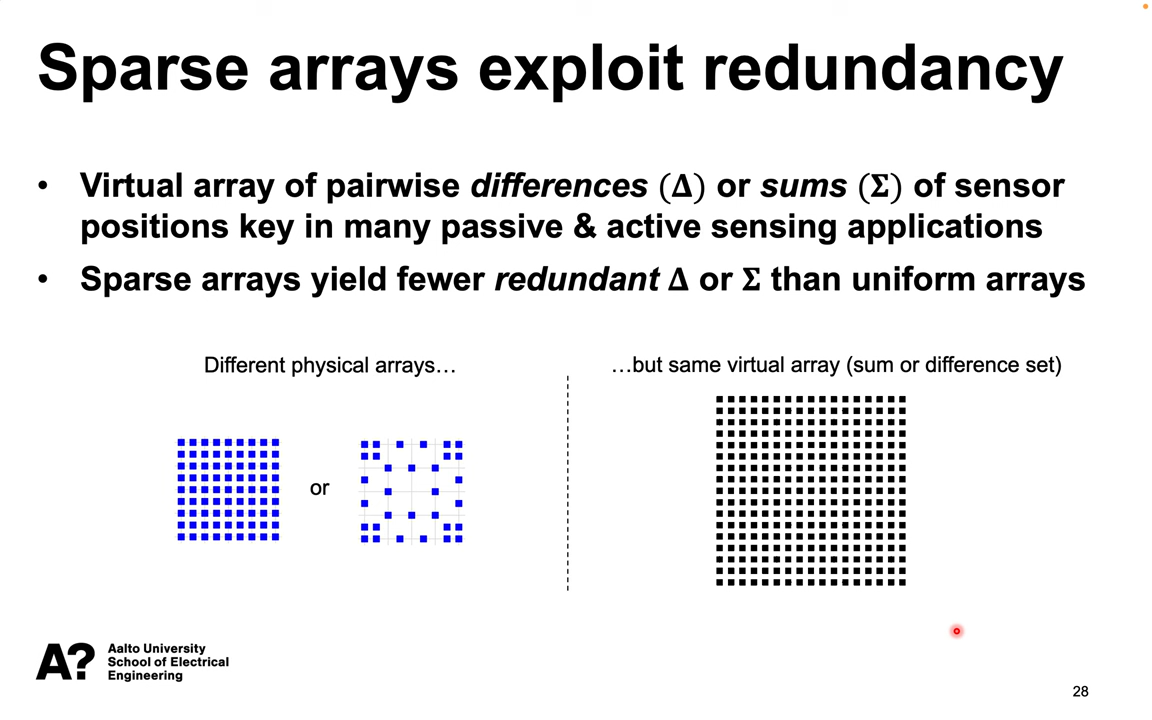 Sparse arrays exploit redundancy
• Virtual array of pairwise differences (Δ) or sums (Σ) of sensor
positions key in many passive & active sensing applications
• Sparse arrays yield fewer redundant Δ or Σ than uniform arrays
Different physical arrays…
…but same virtual array (sum or difference set)
or
A?
Aalto University
School of Electrical
Engineering
28